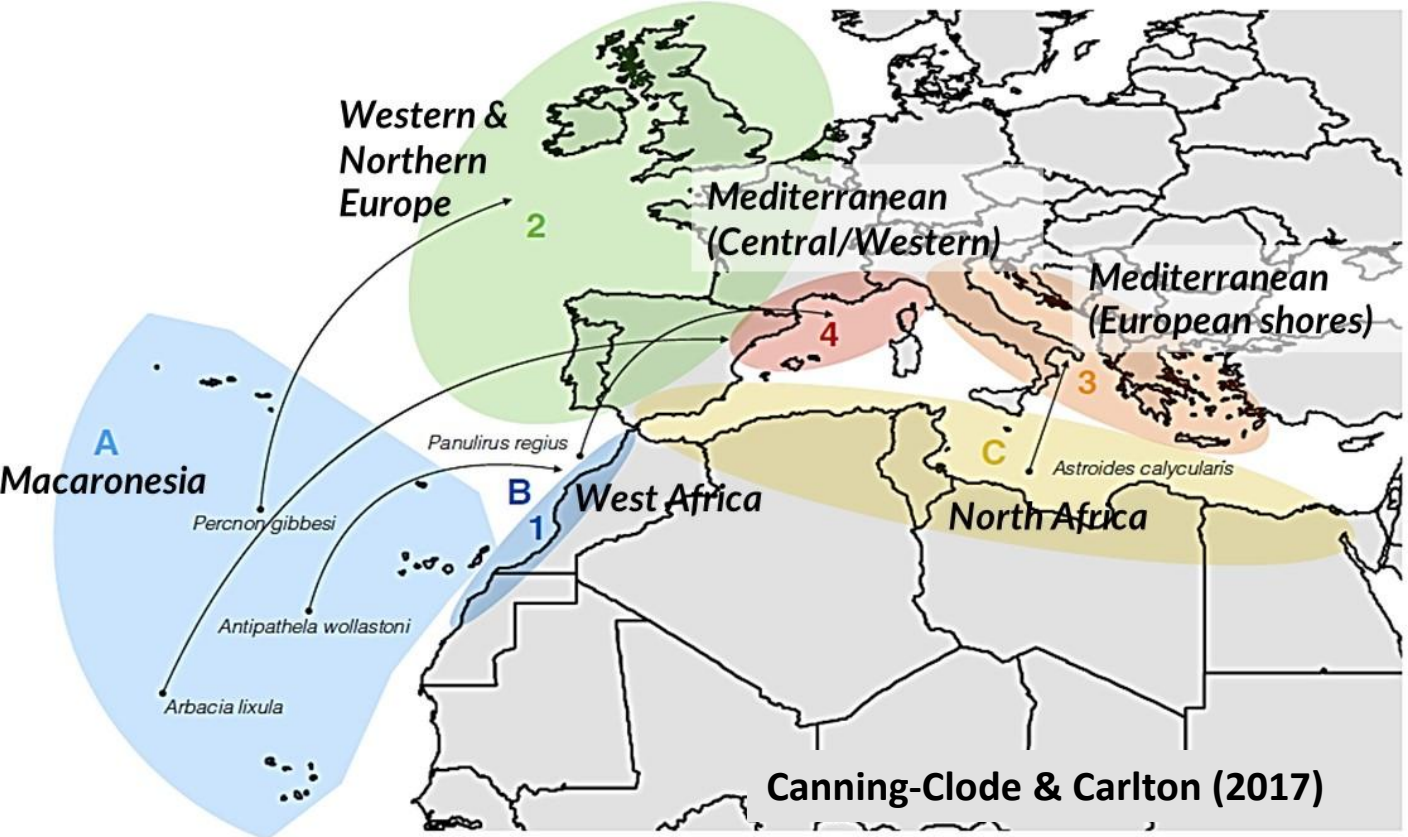 Western &
Northern
Europe
2
Mediterranean
(Central/Western)
Mediterranean
(European shores)
4
3
A
Macaronesia
Panulirus regius
C
Astroides calycularis
B
West Africa
1
North Africa
Percnon gibbesi
Antipathela wollastoni
Arbacia lixula
Canning-Clode & Carlton (2017)